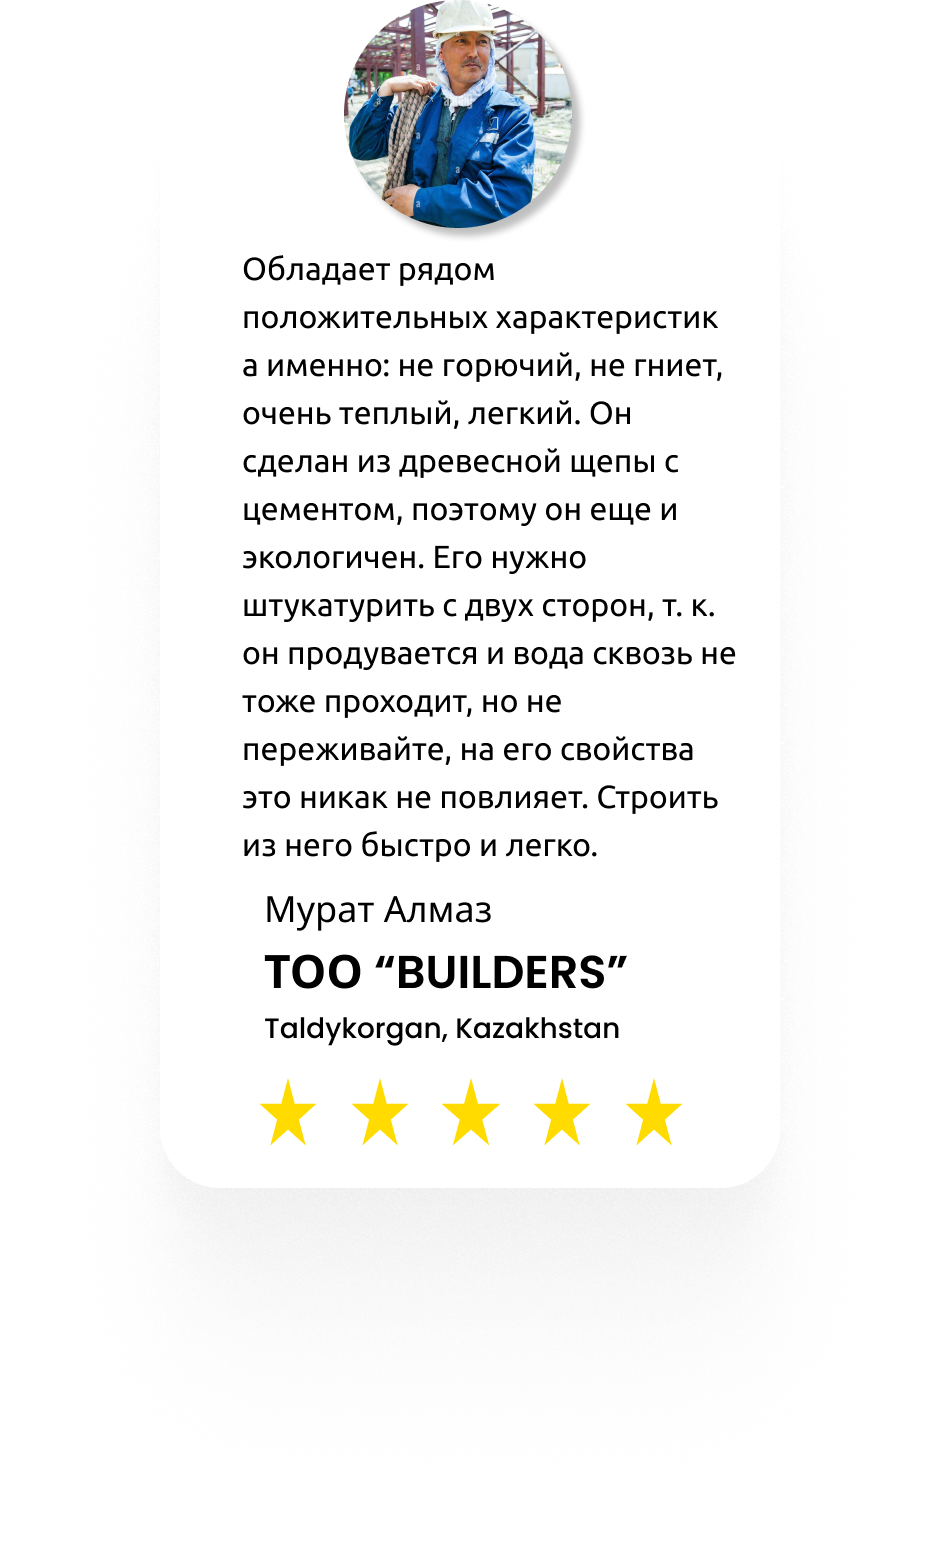 Обладает рядом
положительных характеристик
а именно: не горючий, не гниет,
очень теплый, легкий. Он
сделан из древесной щепы с
цементом, поэтому он еще и
экологичен. Его нужно
штукатурить с двух сторон, т. к.
он продувается и вода сквозь не
тоже проходит, но не
переживайте, на его свойства
это никак не повлияет. Строить
из него быстро и легко.
Мурат Алмаз
ТОО “BUILDERS”
Taldykorgan, Kazakhstan